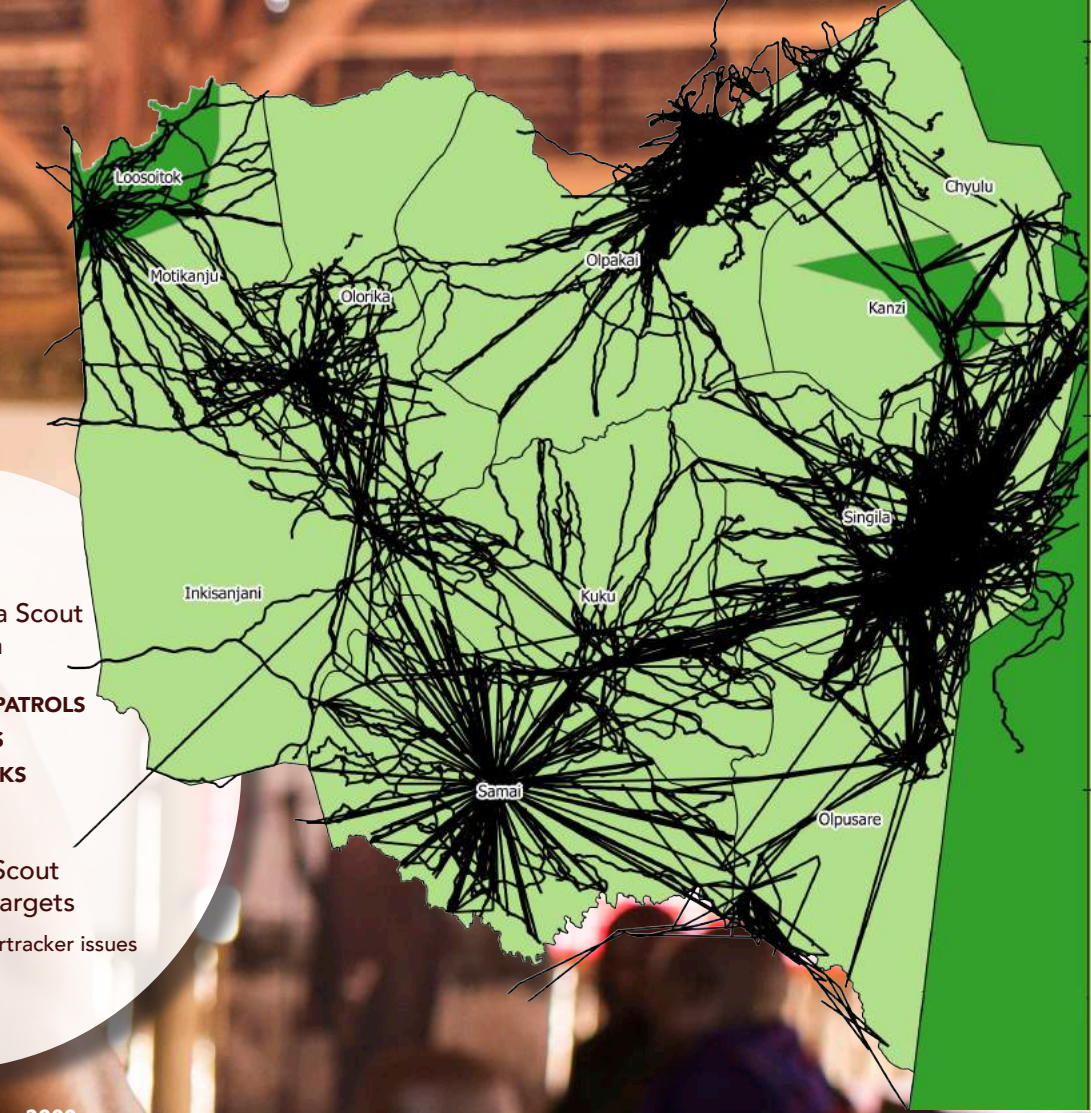 Loosoitok
Motikanju
Olorika
Olpakai
Chyulu
Kanzi
Singila
Inkisanjani
Kuku
Samai
Olpusare
a Scout
PATROLS
S
KS
Scout
argets
rtracker issues